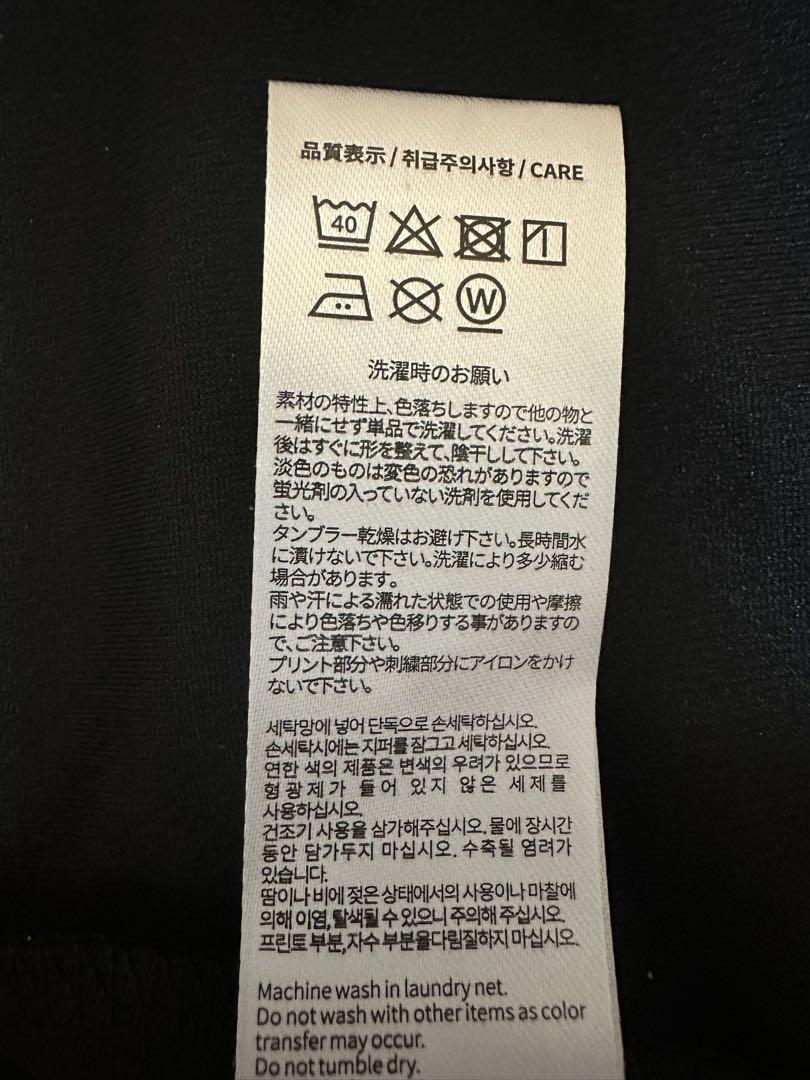 品質表示 / 취급주의사항 / CARE
40
W
洗濯時のお願い
素材の特性上、色落ちしますので他の物と
一緒にせず単品で洗濯してください。洗濯
後はすぐに形を整えて、陰干しして下さい。
淡色のものは変色の恐れがありますので
蛍光剤の入っていない洗剤を使用してくだ
さい。
タンブラー乾燥はお避け下さい。長時間水
に漬けないで下さい。洗濯により多少縮む
場合があります。
雨や汗による濡れた状態での使用や摩擦
により色落ちや色移りする事がありますの
で、ご注意下さい。
プリント部分や刺繍部分にアイロンをかけ
ないで下さい。
세탁망에 넣어 단독으로 손세탁하십시오.
손세탁시에는 지퍼를 잠그고 세탁하십시오.
연한 색의 제품은 변색의 우려가 있으므로
형광제가 들어 있지 않은 세제를
사용하십시오.
건조기 사용을 삼가해주십시오. 물에 장시간
동안 담가두지 마십시오. 수축될 염려가
있습니다.
땀이나 비에 젖은 상태에서의 사용이나 마찰에
의해 이염,탈색될 수 있으니 주의해 주십시오.
프린트 부분,자수 부분을다림질하지 마십시오.
Machine wash in laundry net.
Do not wash with other items as color
transfer may occur.
Do not tumble dry.